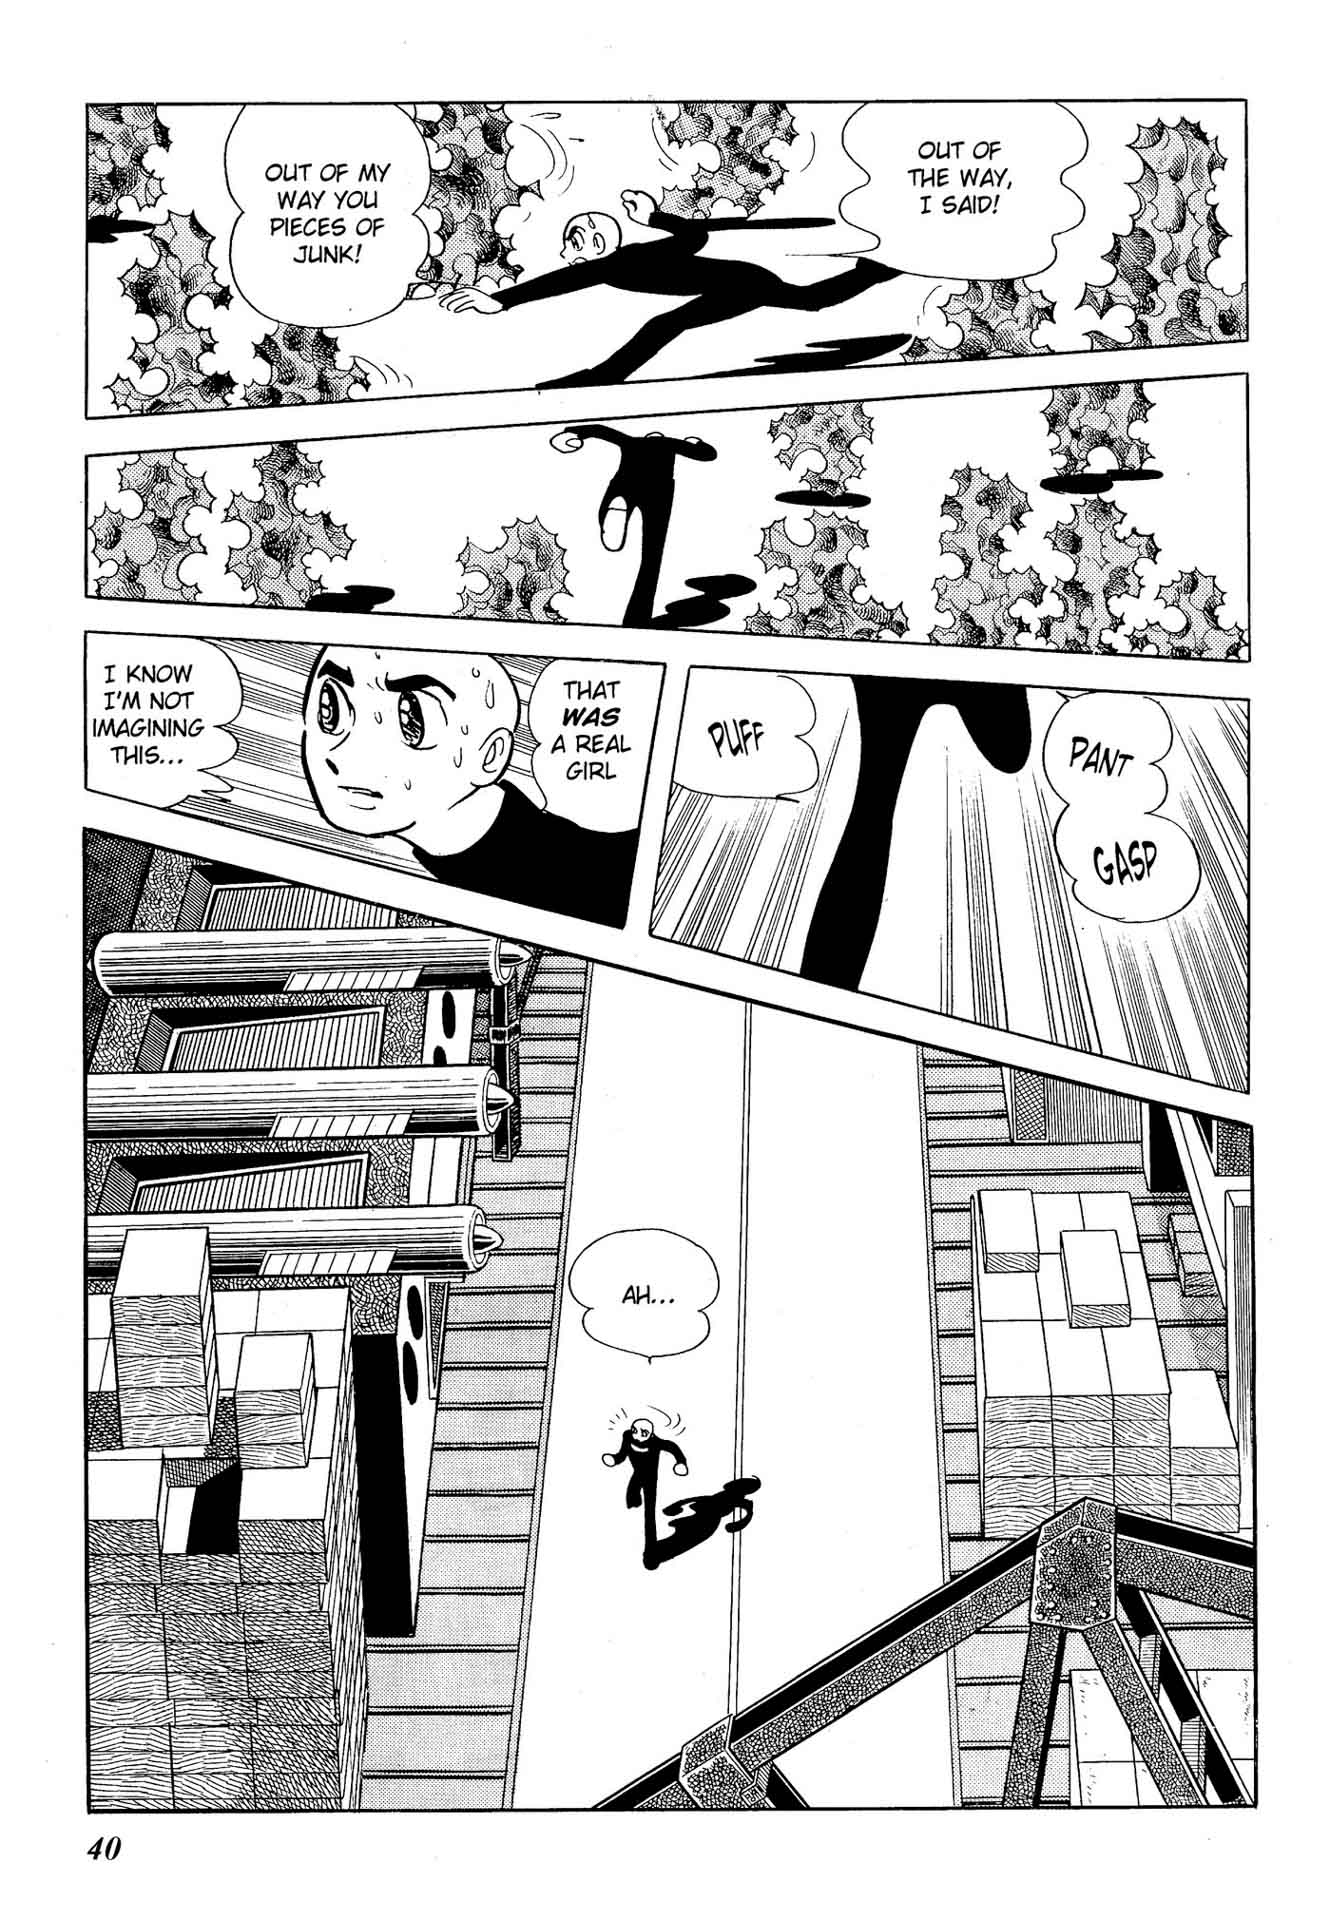 OUT OF MY
WAY YOU
PIECES OF
JUNK!
OUT OF
THE WAY,
I SAID!
I KNOW
I'M NOT
IMAGINING
THIS...
THAT
WAS
A REAL
GIRL
PUFF
PANT
GASP
AH...
40